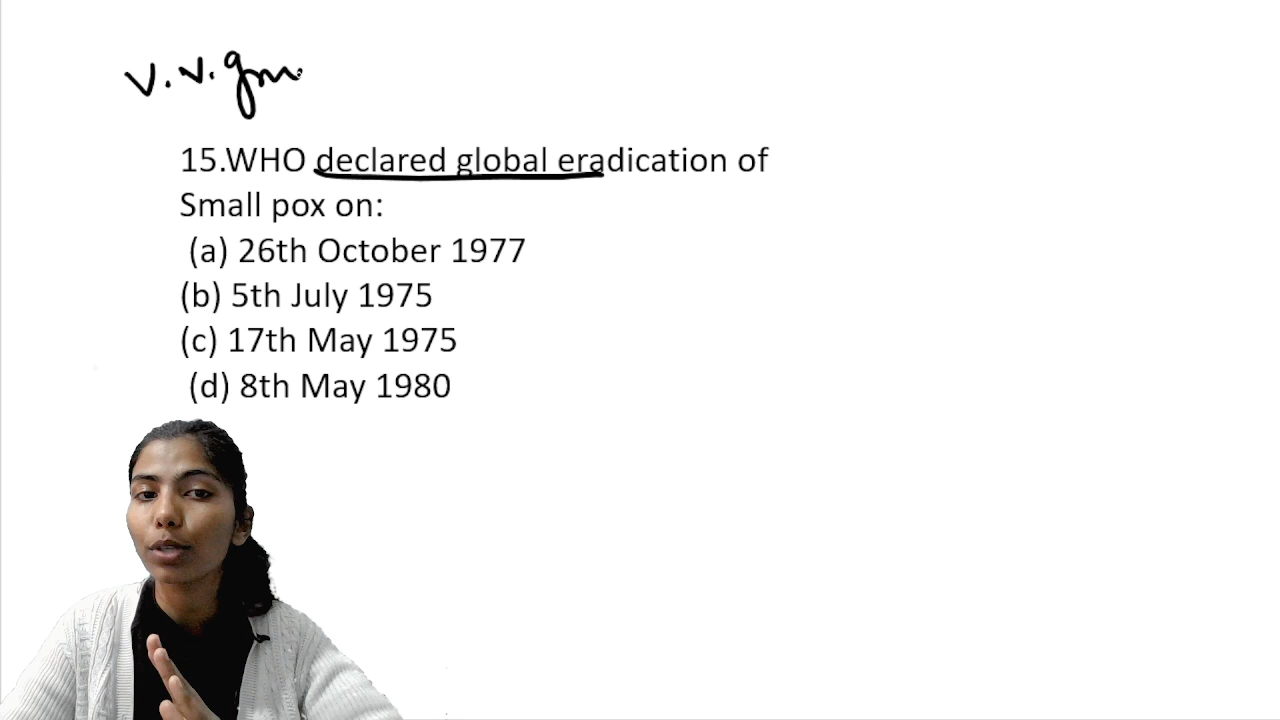 v.v.
15.WHO declared global eradication of
Small pox on:
(a) 26th October 1977
(b) 5th July 1975
(c) 17th May 1975
(d) 8th May 1980